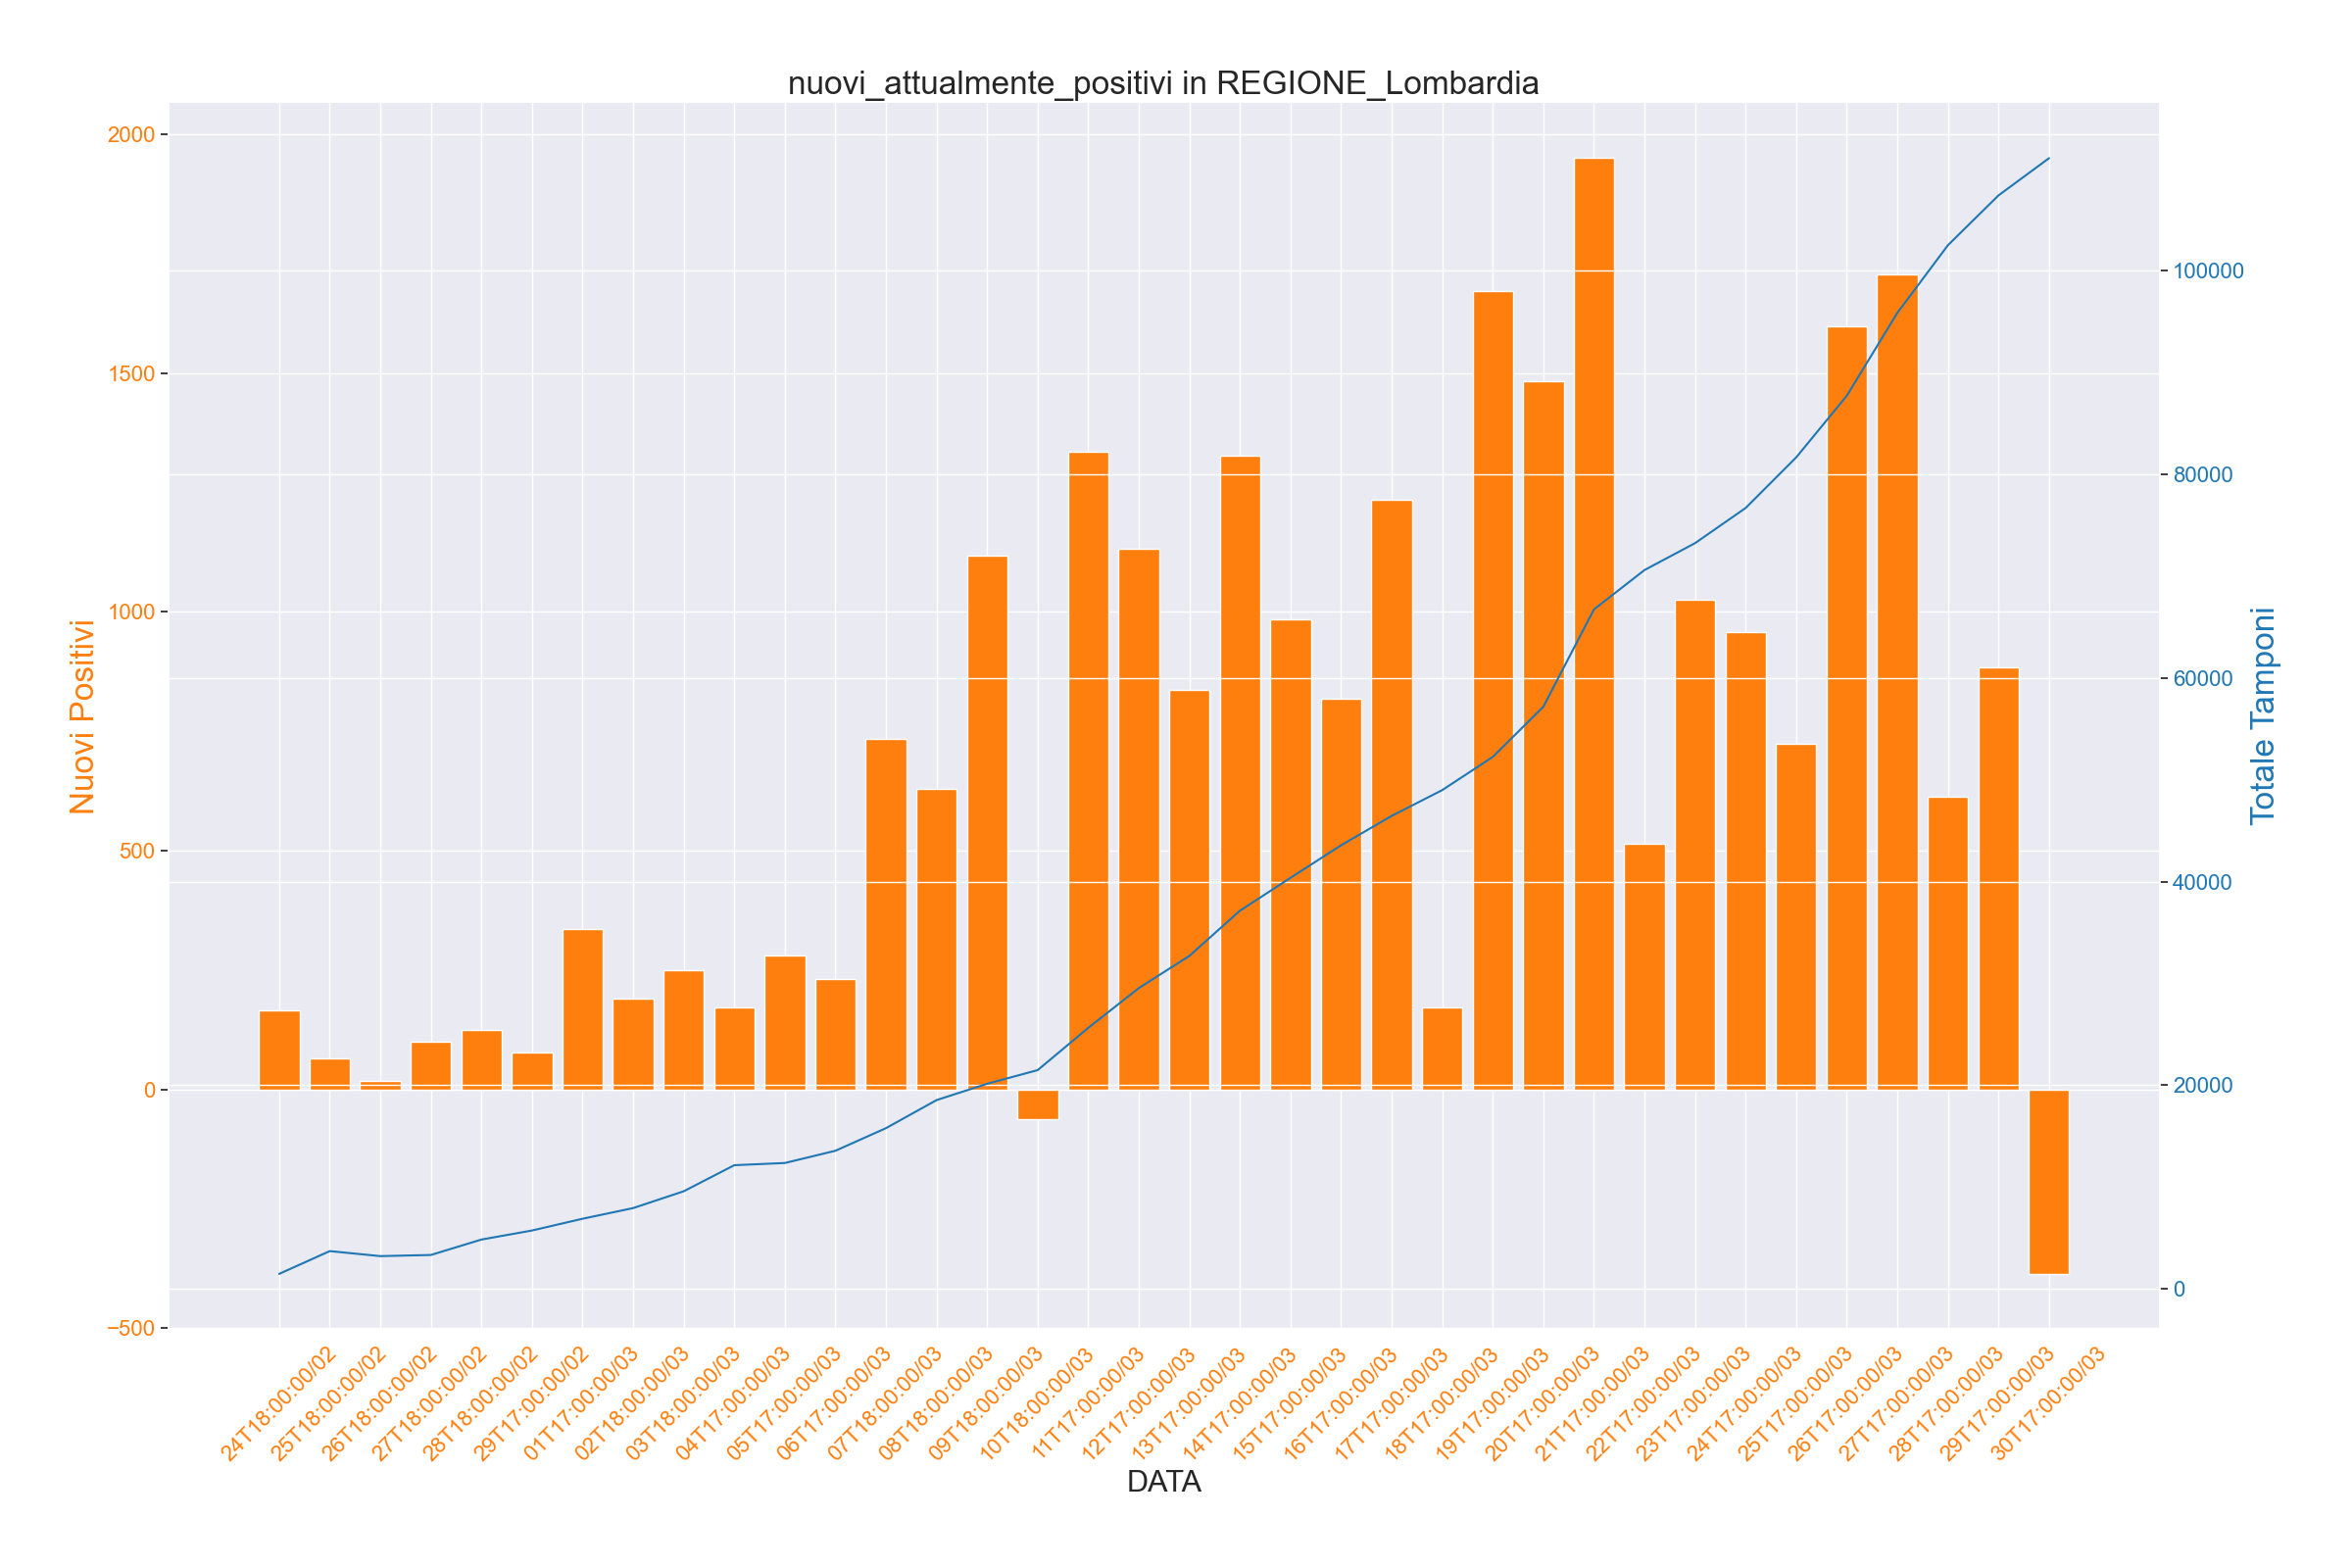 nuovi_attualmente_positivi in REGIONE_Lombardia
2000
1500
1000
500
0
−500
Nuovi Positivi
100000
80000
60000
40000
20000
0
Totale Tamponi
24T18:00:00/02
25T18:00:00/02
26T18:00:00/02
27T18:00:00/02
28T18:00:00/02
29T17:00:00/02
01T17:00:00/03
02T18:00:00/03
03T18:00:00/03
04T17:00:00/03
05T17:00:00/03
06T17:00:00/03
07T18:00:00/03
08T18:00:00/03
09T18:00:00/03
10T18:00:00/03
11T17:00:00/03
12T17:00:00/03
13T17:00:00/03
14T17:00:00/03
15T17:00:00/03
16T17:00:00/03
17T17:00:00/03
18T17:00:00/03
19T17:00:00/03
20T17:00:00/03
21T17:00:00/03
22T17:00:00/03
23T17:00:00/03
24T17:00:00/03
25T17:00:00/03
26T17:00:00/03
27T17:00:00/03
28T17:00:00/03
29T17:00:00/03
30T17:00:00/03
DATA